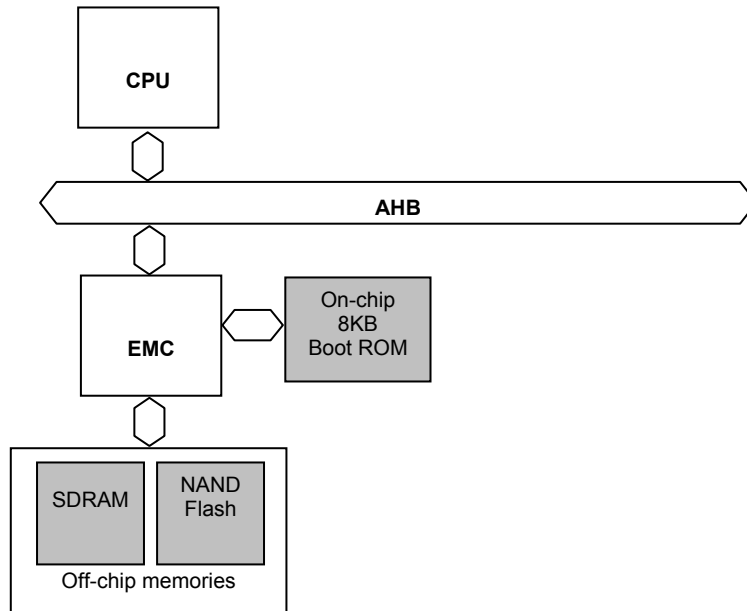 CPU
AHB
EMC
On-chip
8KB
Boot ROM
SDRAM
NAND
Flash
Off-chip memories